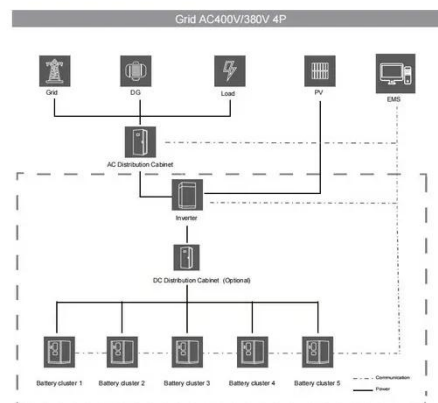 Grid AC400V/380V 4P
Grid
DG
Load
PV
EMS
AC Distribution Cabinet
Inverter
DC Distribution Cabinet (Optional)
Battery cluster 1
Battery cluster 2
Battery cluster 3
Battery cluster 4
Battery cluster 5
Communication
Power